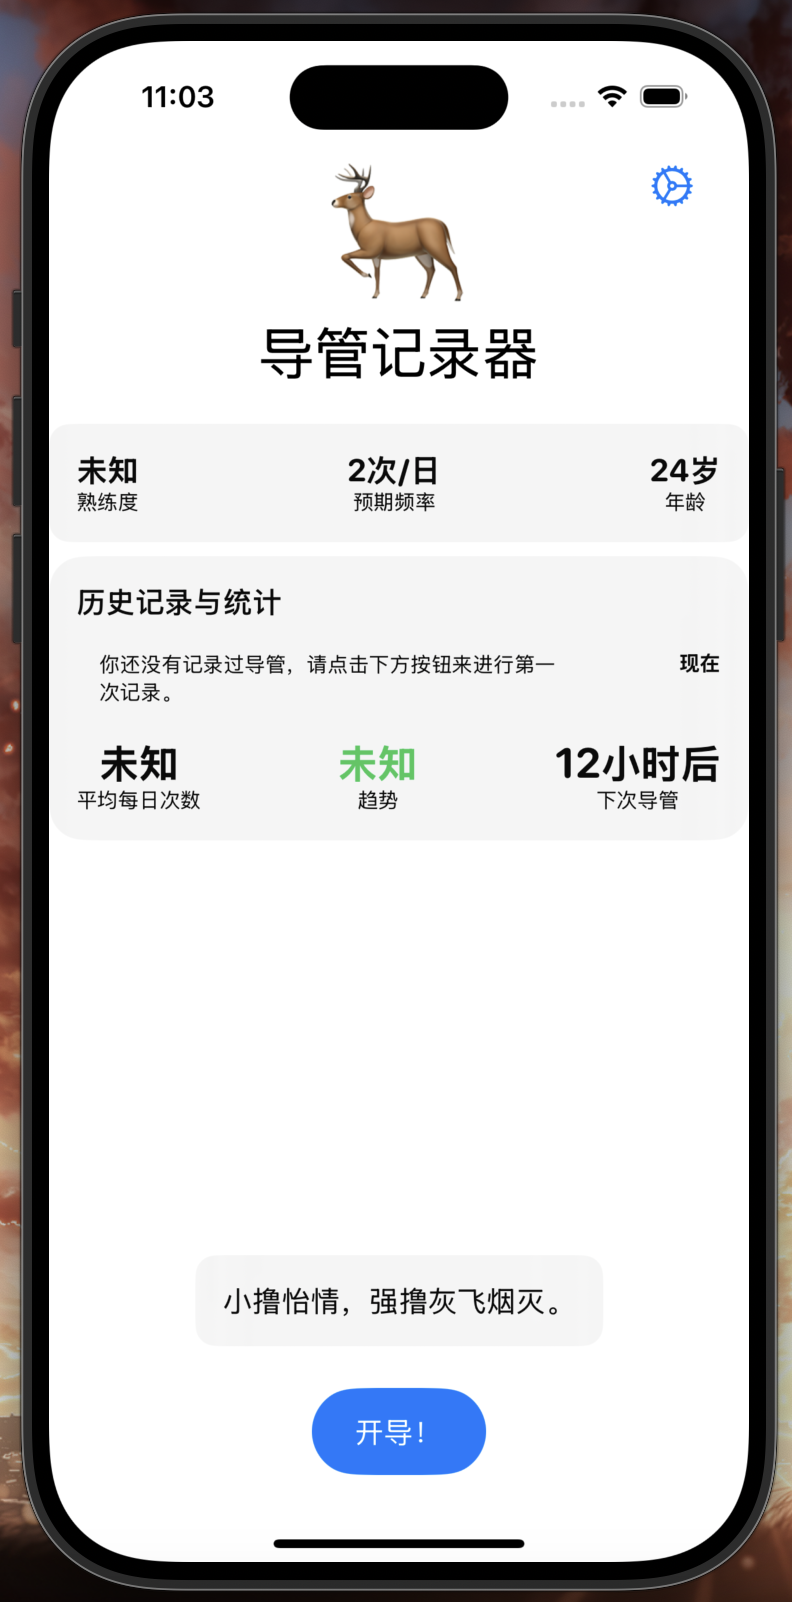 11:03
导管记录器
未知 2次/日 24岁
熟练度 预期频率 年龄
历史记录与统计
你还没有记录过导管，请点击下方按钮来进行第一 现在
次记录。
未知 未知 12小时后
平均每日次数 趋势 下次导管
小撸怡情，强撸灰飞烟灭。
开导！